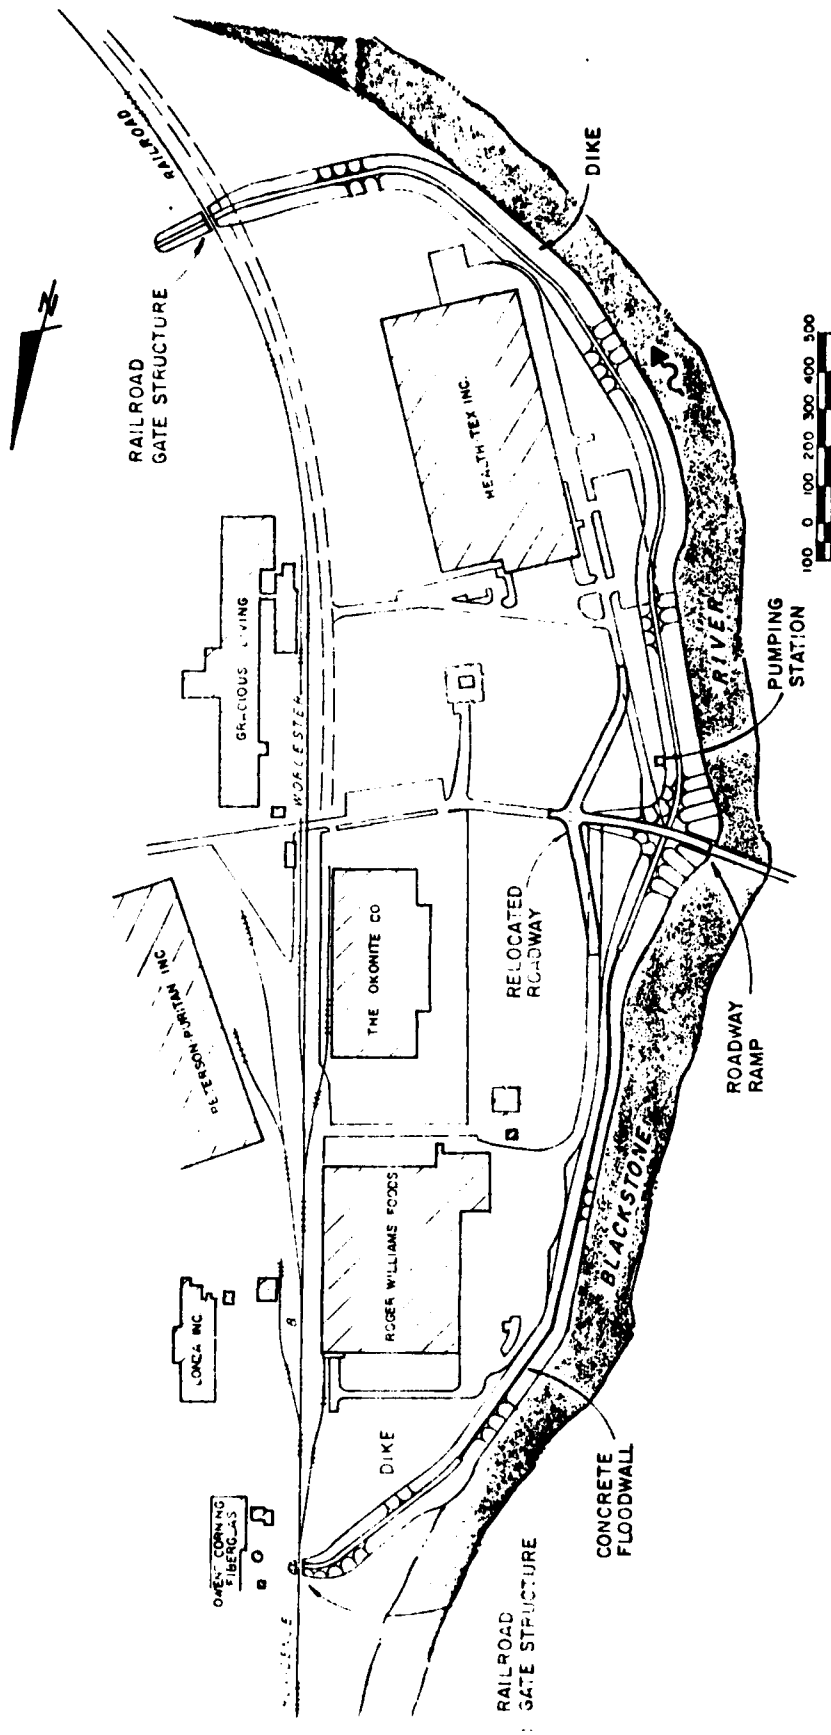 N
RAILROAD
RAILROAD
GATE STRUCTURE
DIKE
HEALTH-TEX INC.
GRACIOUS LIVING
WORCESTER
100 0 100 200 300 400 500
RIVER
PUMPING
STATION
PETERSON-PURITAN INC
THE OKONITE CO
RELOCATED
ROADWAY
ROADWAY
RAMP
BLACKSTONE
LONZA INC
8
ROGER WILLIAMS FOODS
DIKE
OWENS CORNING
FIBERGLAS
CONCRETE
FLOODWALL
RAILROAD
GATE STRUCTURE